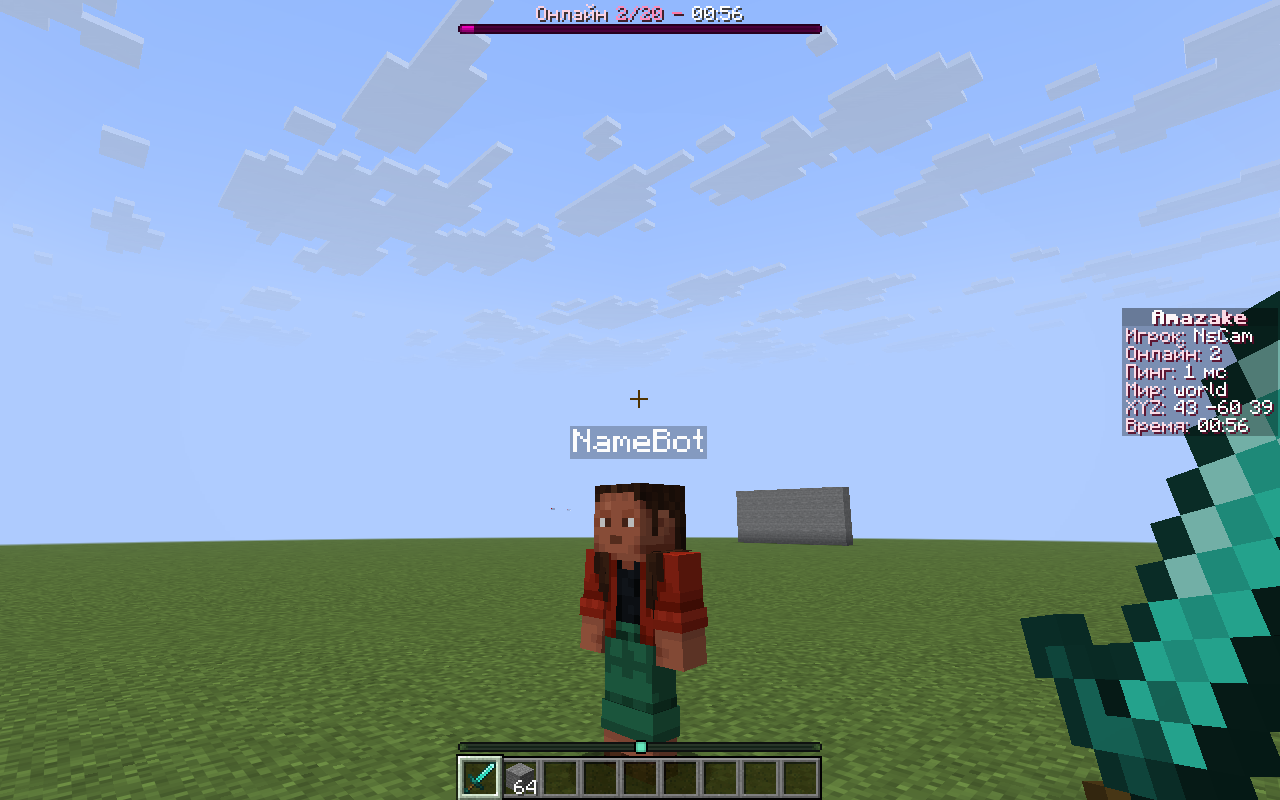 Онлайн 2/20 - 00:56
Amazake
Игрок: NsCam
Онлайн: 2
Пинг: 1 мс
Мир: world
XYZ: 43 -60 39
Время: 00:56
NameBot
64